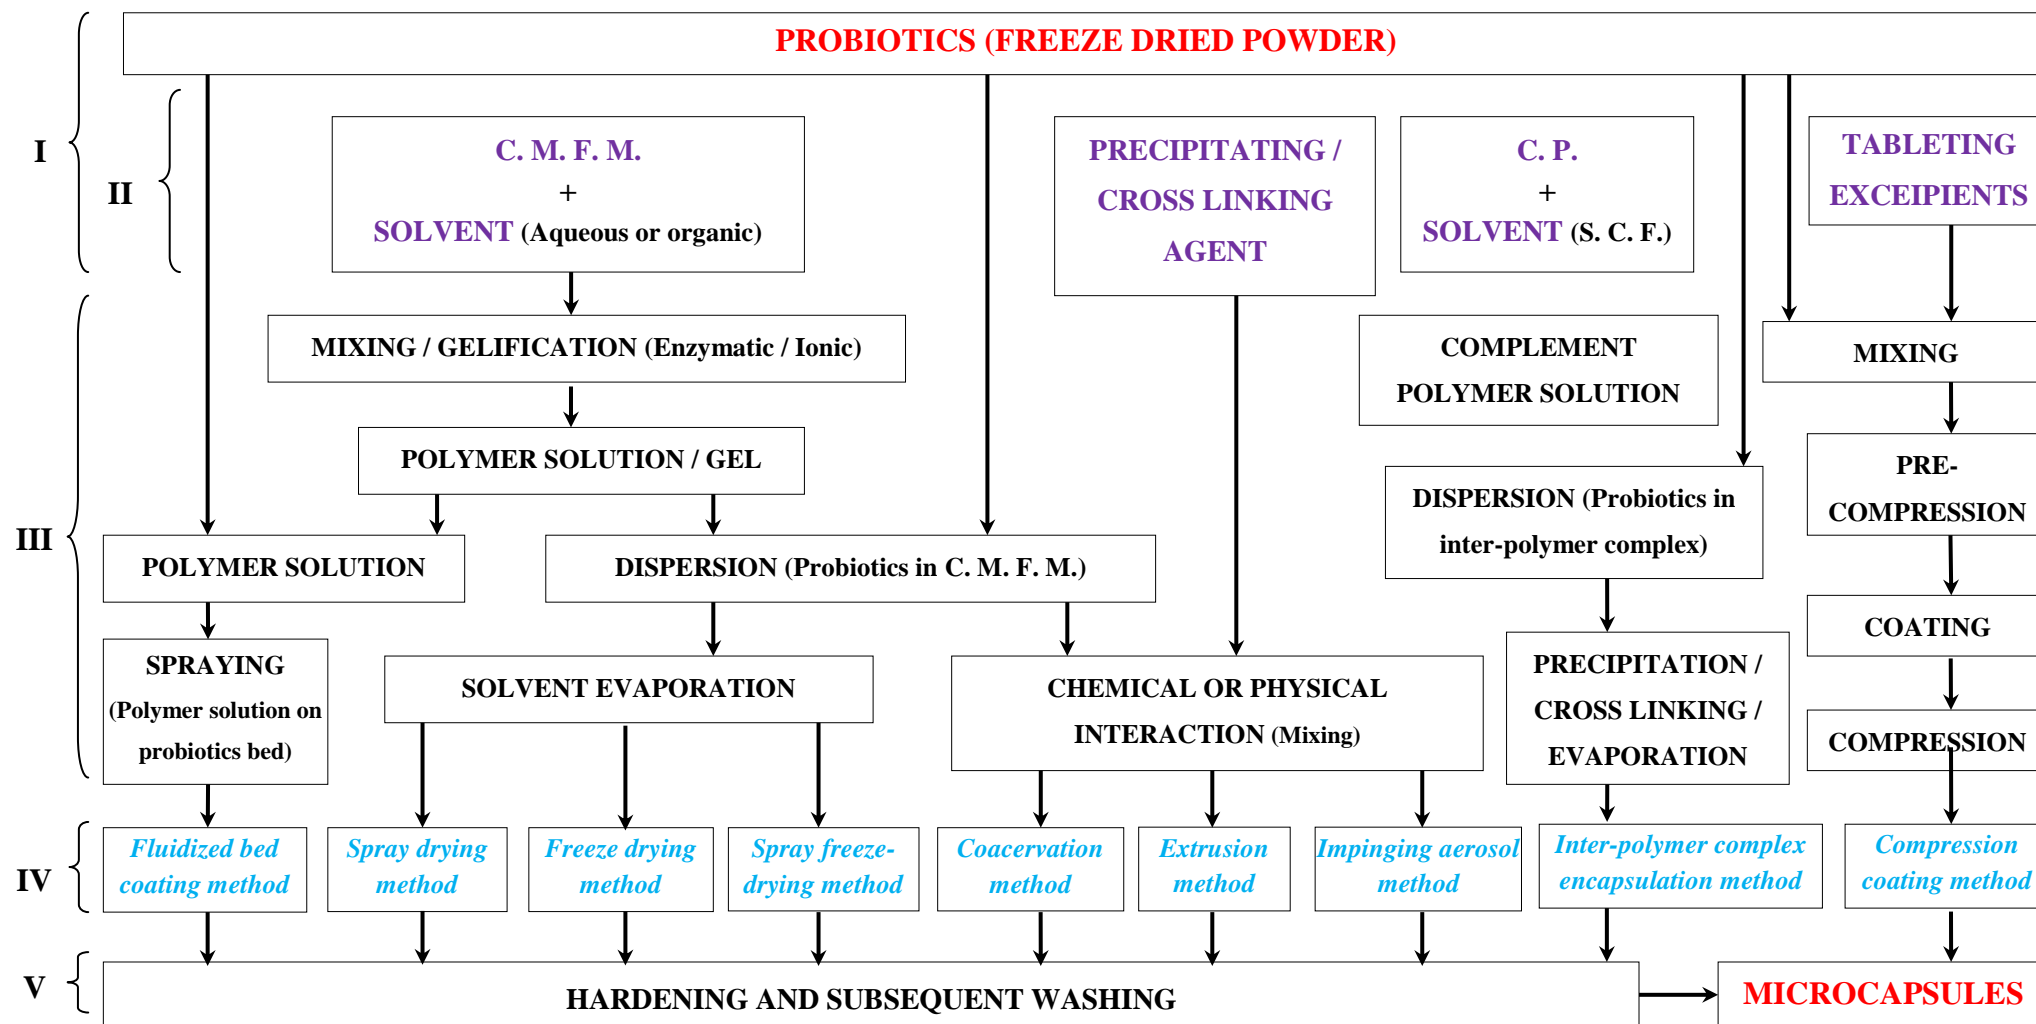 PROBIOTICS (FREEZE DRIED POWDER)
I
II
C. M. F. M.
+
SOLVENT (Aqueous or organic)
PRECIPITATING /
CROSS LINKING
AGENT
C. P.
+
SOLVENT (S. C. F.)
TABLETING
EXCEIPIENTS
III
MIXING / GELIFICATION (Enzymatic / Ionic)
COMPLEMENT
POLYMER SOLUTION
MIXING
POLYMER SOLUTION / GEL
DISPERSION (Probiotics in
inter-polymer complex)
PRE-
COMPRESSION
POLYMER SOLUTION
DISPERSION (Probiotics in C. M. F. M.)
COATING
SPRAYING
(Polymer solution on
probiotics bed)
SOLVENT EVAPORATION
CHEMICAL OR PHYSICAL
INTERACTION (Mixing)
PRECIPITATION /
CROSS LINKING /
EVAPORATION
COMPRESSION
IV
Fluidized bed
coating method
Spray drying
method
Freeze drying
method
Spray freeze-
drying method
Coacervation
method
Extrusion
method
Impinging aerosol
method
Inter-polymer complex
encapsulation method
Compression
coating method
V
HARDENING AND SUBSEQUENT WASHING
MICROCAPSULES